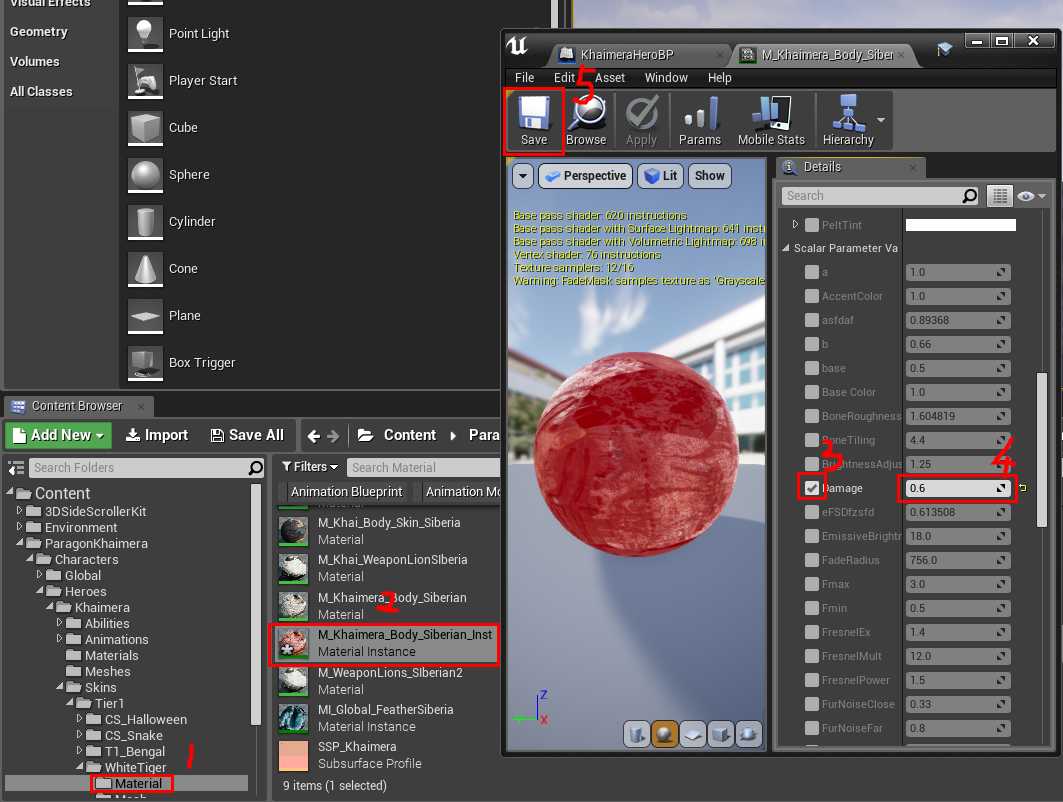 Visual Effects
Geometry
Volumes
All Classes
Point Light
Player Start
Cube
Sphere
Cylinder
Cone
Plane
Box Trigger
Content Browser
Add New
Import
Save All
Content
Para
Search Folders
Content
3DSideScrollerKit
Environment
ParagonKhaimera
Characters
Global
Heroes
Khaimera
Abilities
Animations
Materials
Meshes
Skins
Tier1
CS_Halloween
CS_Snake
T1_Bengal
WhiteTiger
1
Material
Filters
Search Material
Animation Blueprint
Animation Mo
M_Khai_Body_Skin_Siberia
Material
M_Khai_WeaponLionSIberia
Material
M_Khaimera_Body_Siberian
Material
2
M_Khaimera_Body_Siberian_Inst
Material Instance
M_WeaponLions_SIberian2
Material
MI_Global_FeatherSiberia
Material Instance
SSP_Khaimera
Subsurface Profile
9 items (1 selected)
KhaimeraHeroBP
M_Khaimera_Body_Siber
File
Edit
Asset
Window
Help
5
Save
Browse
Apply
Params
Mobile Stats
Hierarchy
Perspective
Lit
Show
Base pass shader: 620 instructions
Base pass shader with Surface Lightmap: 641 instr
Base pass shader with Volumetric Lightmap: 698 i
Vertex shader: 76 instructions
Texture samplers: 12/16
Warning: FadeMask samples texture as "Grayscale
Z
X
Details
Search
PeltTint
Scalar Parameter Va
a 1.0
AccentColor 1.0
asfdaf 0.89368
b 0.66
base 0.5
Base Color 1.0
BoneRoughness 1.604819
BoneTiling 4.4
BrightnessAdjus 1.25
3
4
Damage 0.6
eFSDfzsfd 0.613508
EmissiveBrightn 18.0
FadeRadius 756.0
Fmax 3.0
Fmin 0.5
FresnelEx 1.4
FresnelMult 12.0
FresnelPower 1.5
FurNoiseClose 0.33
FurNoiseFar 0.8